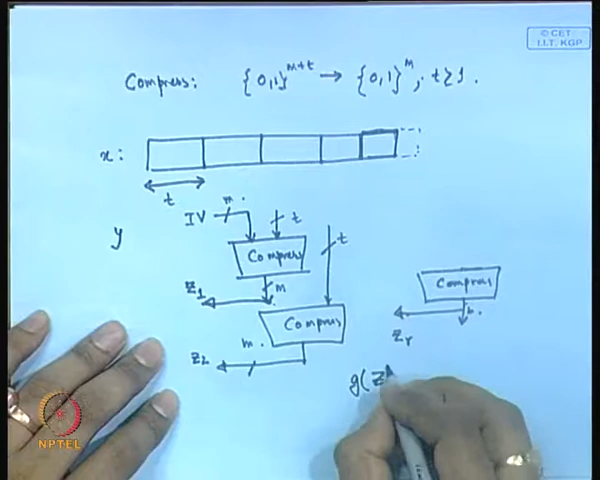 © CET
I.I.T. KGP
Compress: {0,1}^{m+t} → {0,1}^m, t≥1.
x:
t
y
IV m. t
Compress t
Z1 m
Compress
m.
Z2
Compress
Zr
g(Z
NPTEL